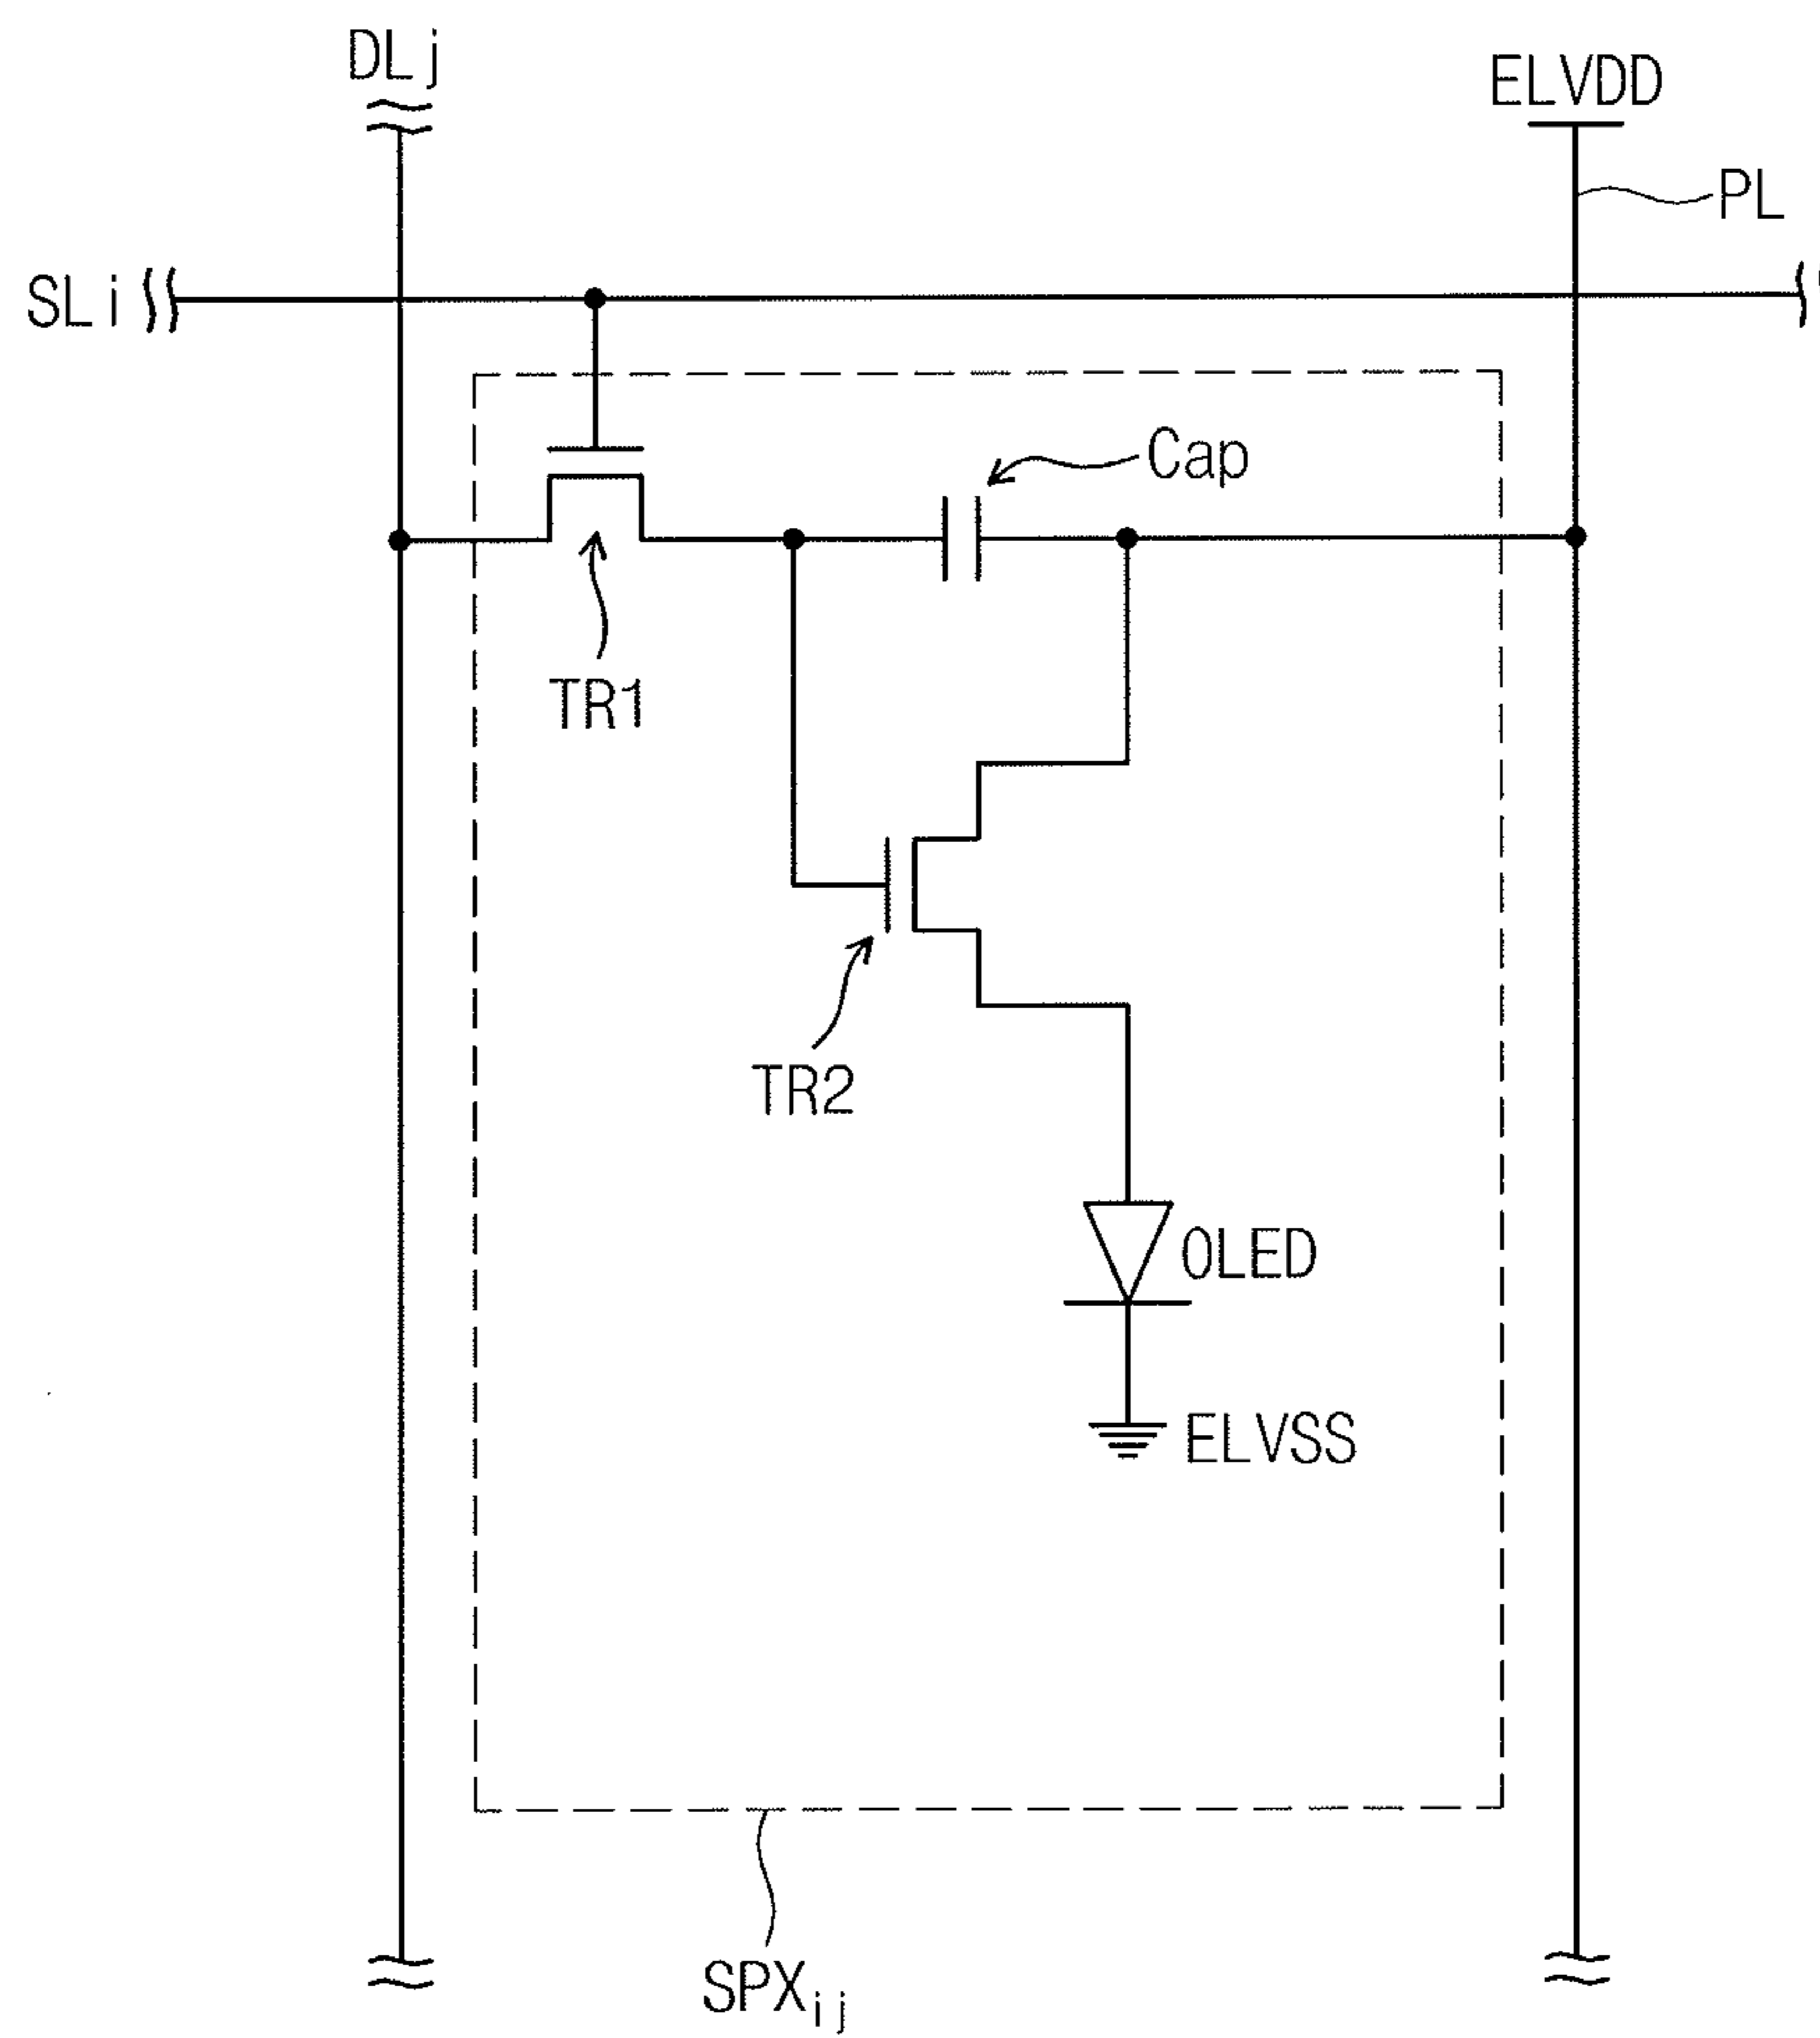 DLj
ELVDD
PL
SLi
Cap
TR1
TR2
OLED
ELVSS
SPXij